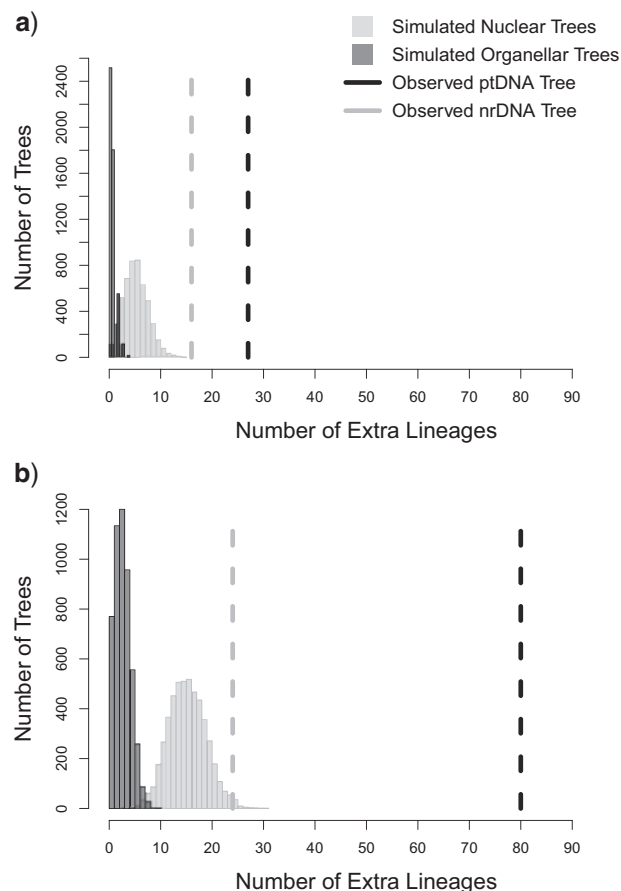 a)
Simulated Nuclear Trees
Simulated Organellar Trees
Observed ptDNA Tree
Observed nrDNA Tree
Number of Trees
2400
2000
1600
1200
800
400
0
0 10 20 30 40 50 60 70 80 90
Number of Extra Lineages
b)
Number of Trees
1200
1000
800
600
400
200
0
0 10 20 30 40 50 60 70 80 90
Number of Extra Lineages